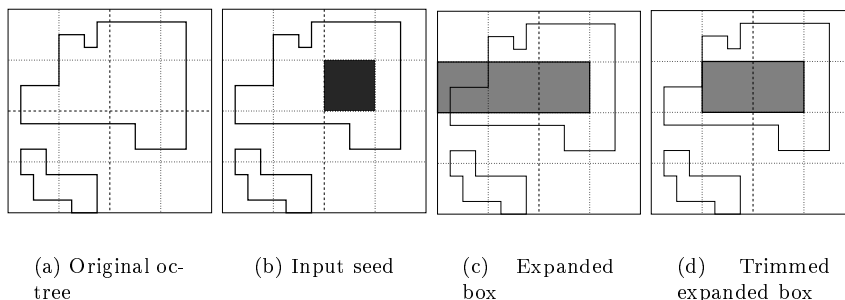 (a) Original oc-
tree
(b) Input seed
(c) Expanded
box
(d) Trimmed
expanded box